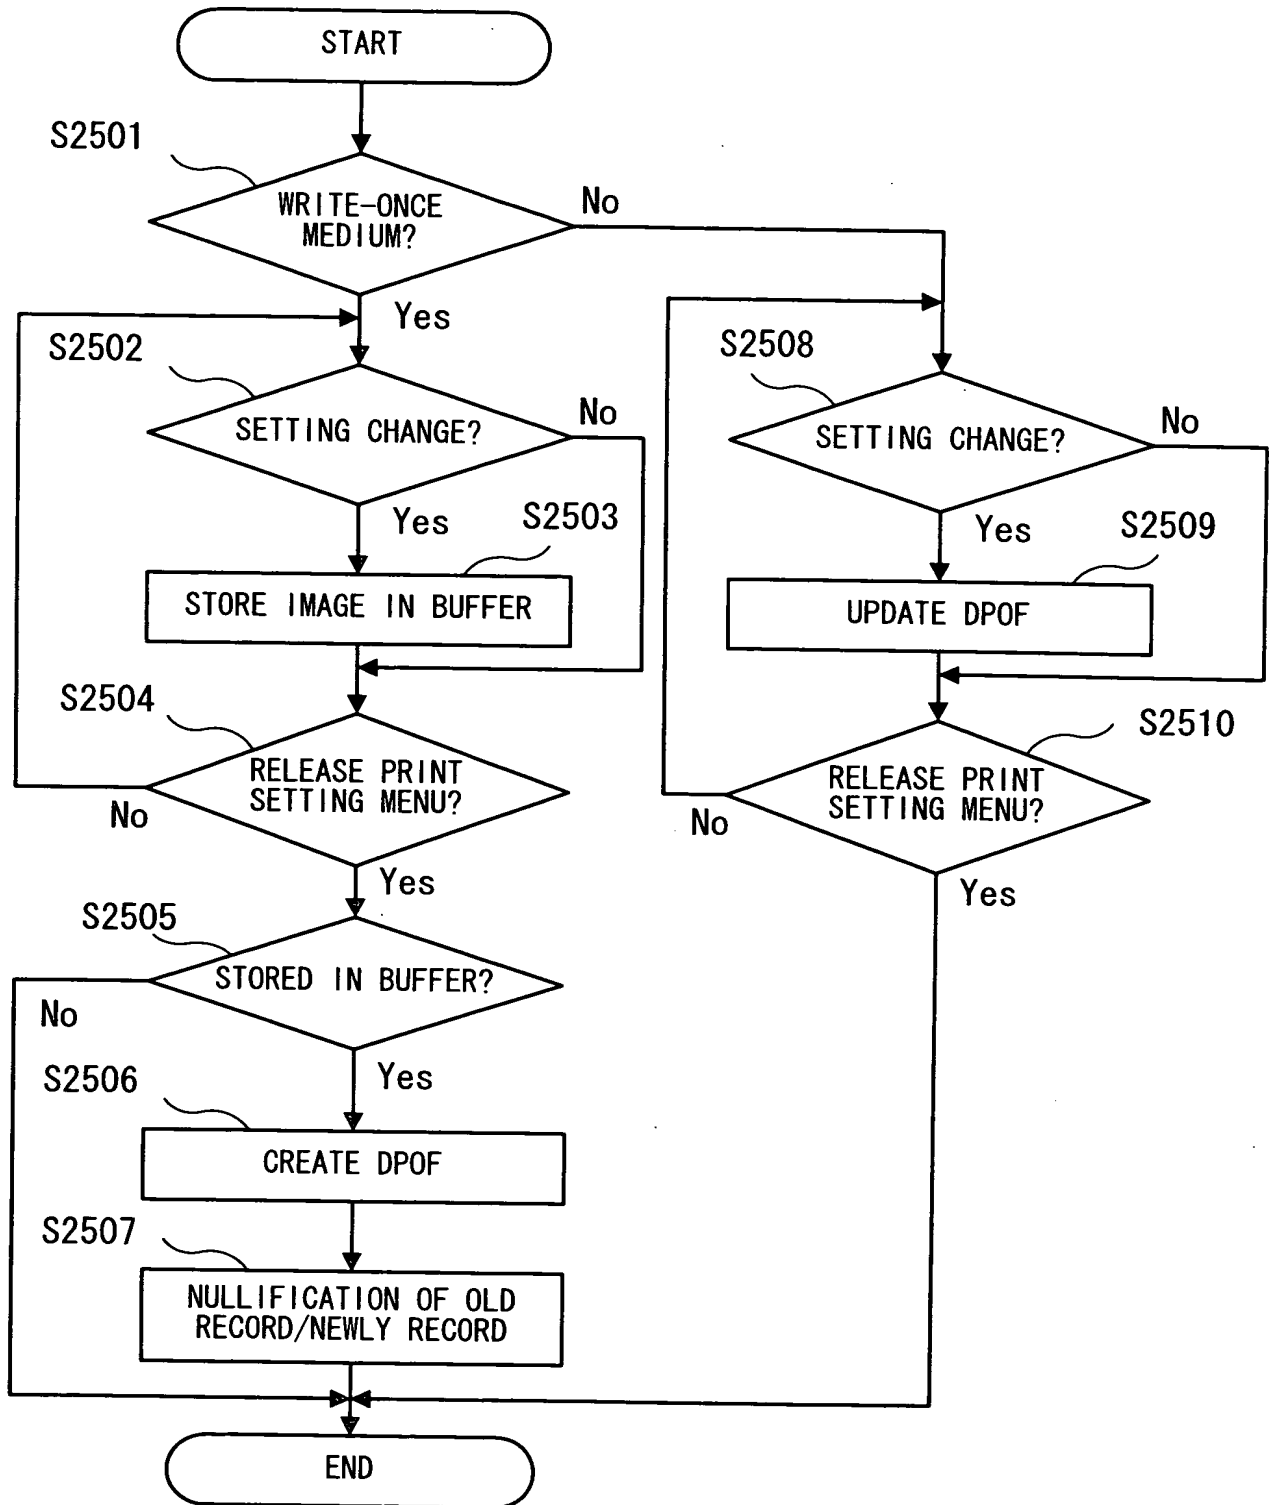 START
S2501
WRITE-ONCE
MEDIUM?
No
Yes
S2502
SETTING CHANGE?
No
Yes
S2503
STORE IMAGE IN BUFFER
S2504
RELEASE PRINT
SETTING MENU?
No
Yes
S2505
STORED IN BUFFER?
No
Yes
S2506
CREATE DPOF
S2507
NULLIFICATION OF OLD
RECORD/NEWLY RECORD
S2508
SETTING CHANGE?
No
Yes
S2509
UPDATE DPOF
S2510
RELEASE PRINT
SETTING MENU?
No
Yes
END